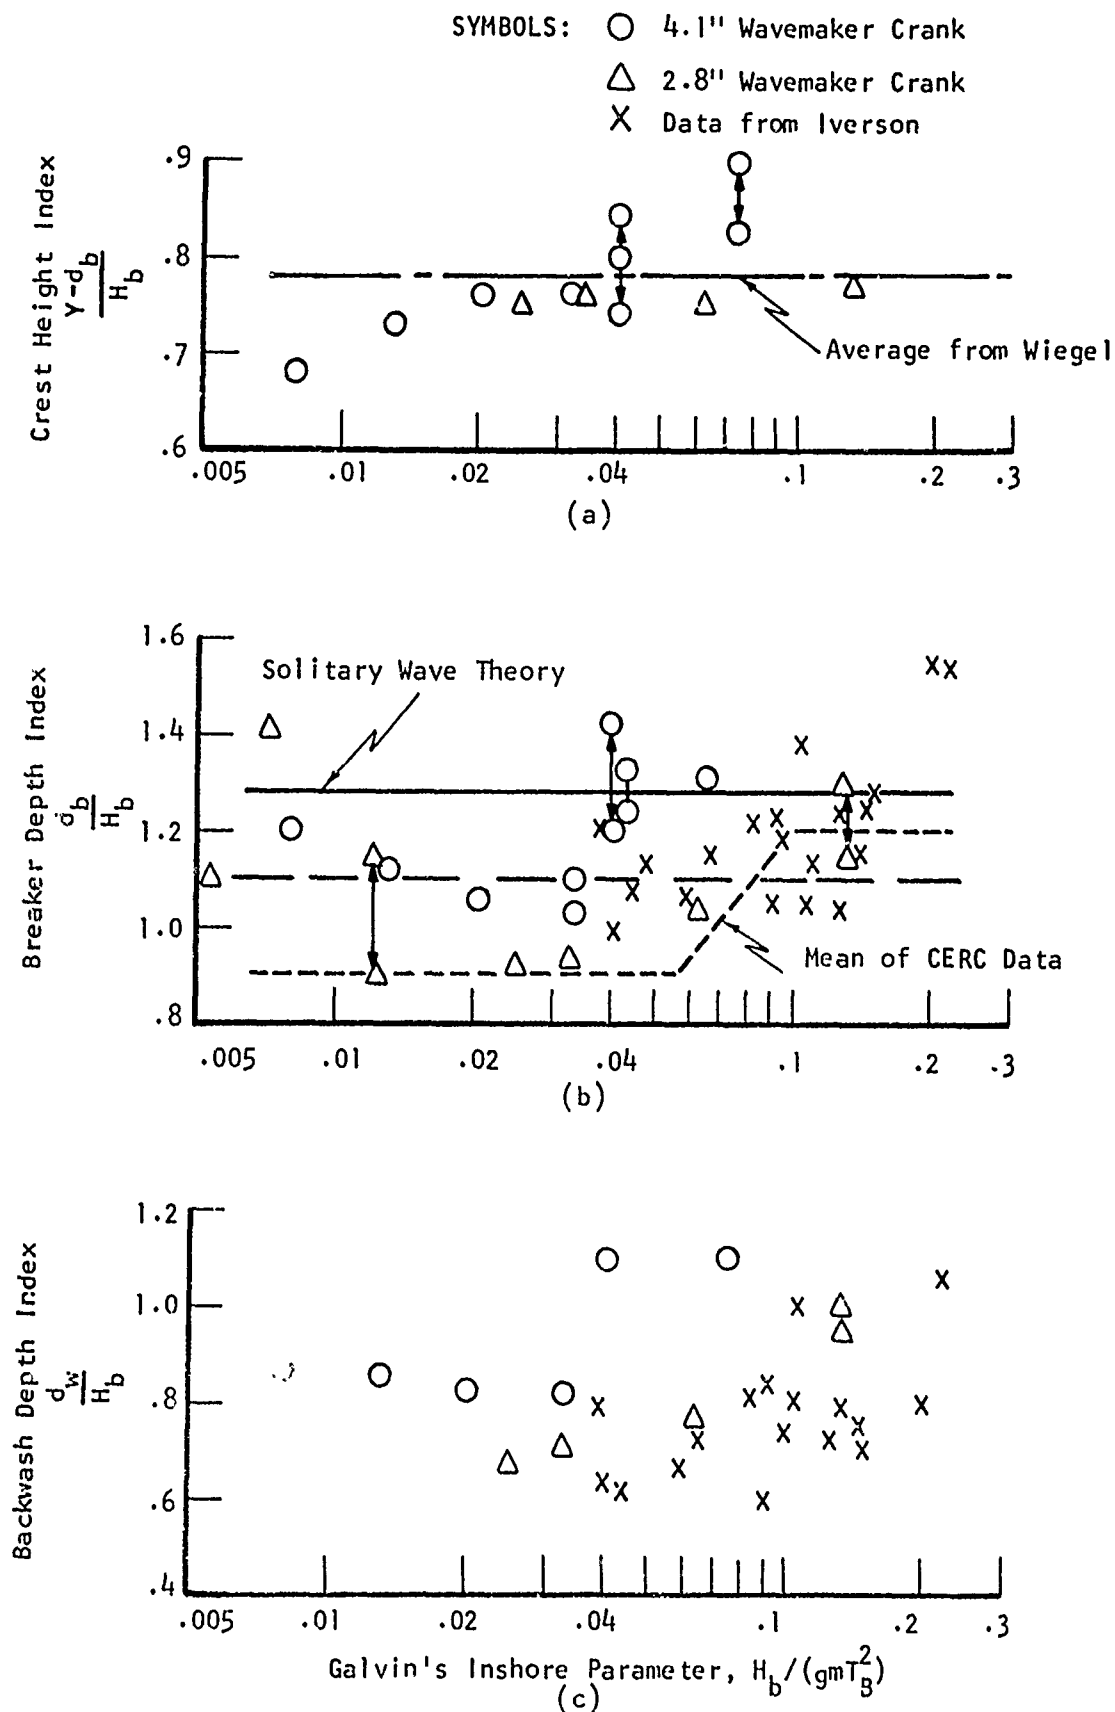 SYMBOLS: O 4.1" Wavemaker Crank
△ 2.8" Wavemaker Crank
X Data from Iverson
Crest Height Index
Y-d_b
H_b
.9
.8
.7
.6
Average from Wiegel
.005 .01 .02 .04 .1 .2 .3
(a)
Breaker Depth Index
d_b
H_b
1.6
1.4
1.2
1.0
.8
Solitary Wave Theory
Mean of CERC Data
.005 .01 .02 .04 .1 .2 .3
(b)
Backwash Depth Index
d_w
H_b
1.2
1.0
.8
.6
.4
.005 .01 .02 .04 .1 .2 .3
Galvin's Inshore Parameter, H_b/(gmT_B^2)
(c)